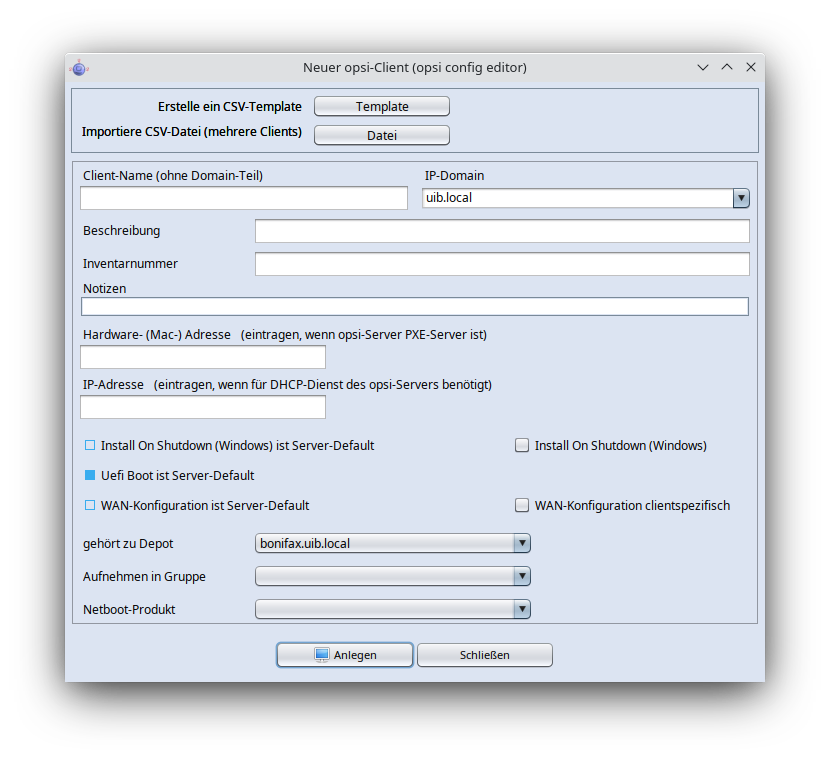 Neuer opsi-Client (opsi config editor)
Erstelle ein CSV-Template Template
Importiere CSV-Datei (mehrere Clients) Datei
Client-Name (ohne Domain-Teil) IP-Domain
uib.local
Beschreibung
Inventarnummer
Notizen
Hardware- (Mac-) Adresse (eintragen, wenn opsi-Server PXE-Server ist)
IP-Adresse (eintragen, wenn für DHCP-Dienst des opsi-Servers benötigt)
Install On Shutdown (Windows) ist Server-Default Install On Shutdown (Windows)
Uefi Boot ist Server-Default
WAN-Konfiguration ist Server-Default WAN-Konfiguration clientspezifisch
gehört zu Depot bonifax.uib.local
Aufnehmen in Gruppe
Netboot-Produkt
Anlegen Schließen